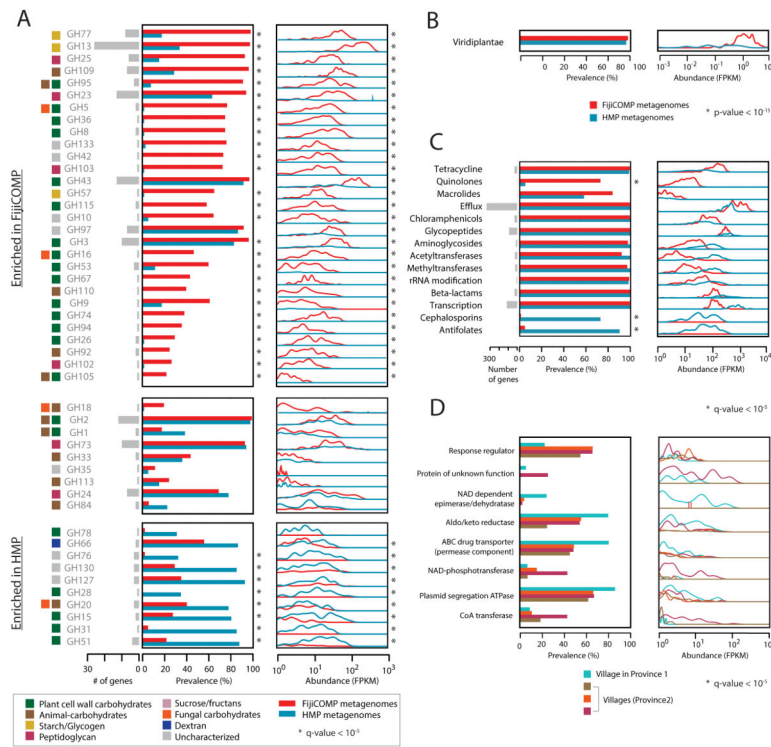 A
Enriched in FijiCOMP
GH77
GH13
GH25
GH109
GH95
GH23
GH5
GH36
GH8
GH133
GH42
GH103
GH43
GH57
GH115
GH10
GH97
GH3
GH16
GH53
GH67
GH110
GH9
GH74
GH94
GH26
GH92
GH102
GH105
GH18
GH2
GH1
GH73
GH33
GH35
GH113
GH24
GH84
Enriched in HMP
GH78
GH66
GH76
GH130
GH127
GH28
GH20
GH15
GH31
GH51
30 0 20 40 60 80 100
10⁰ 10¹ 10² 10³
# of genes Prevalence (%) Abundance (FPKM)
Plant cell wall carbohydrates
Animal-carbohydrates
Starch/Glycogen
Peptidoglycan
Sucrose/fructans
Fungal carbohydrates
Dextran
Uncharacterized
FijiCOMP metagenomes
HMP metagenomes
* q-value < 10⁻⁵
B
Viridiplantae
0 20 40 60 80 100
10⁻³ 10⁻² 10⁻¹ 10⁰ 10¹
Prevalence (%) Abundance (FPKM)
FijiCOMP metagenomes
HMP metagenomes
* p-value < 10⁻¹⁵
C
Tetracycline
Quinolones
Macrolides
Efflux
Chloramphenicols
Glycopeptides
Aminoglycosides
Acetyltransferases
Methyltransferases
rRNA modification
Beta-lactams
Transcription
Cephalosporins
Antifolates
300 0 0 20 40 60 80 100
10⁰ 10¹ 10² 10³ 10⁴
Number of genes
Prevalence (%) Abundance (FPKM)
D
Response regulator
Protein of unknown function
NAD dependent
epimerase/dehydratase
Aldo/keto reductase
ABC drug transporter
(permease component)
NAD-phosphotransferase
Plasmid segregation ATPase
CoA transferase
0 20 40 60 80 100
10⁰ 10¹ 10² 10³
Prevalence (%) Abundance (FPKM)
Village in Province 1
Villages (Province2)
* q-value < 10⁻⁵